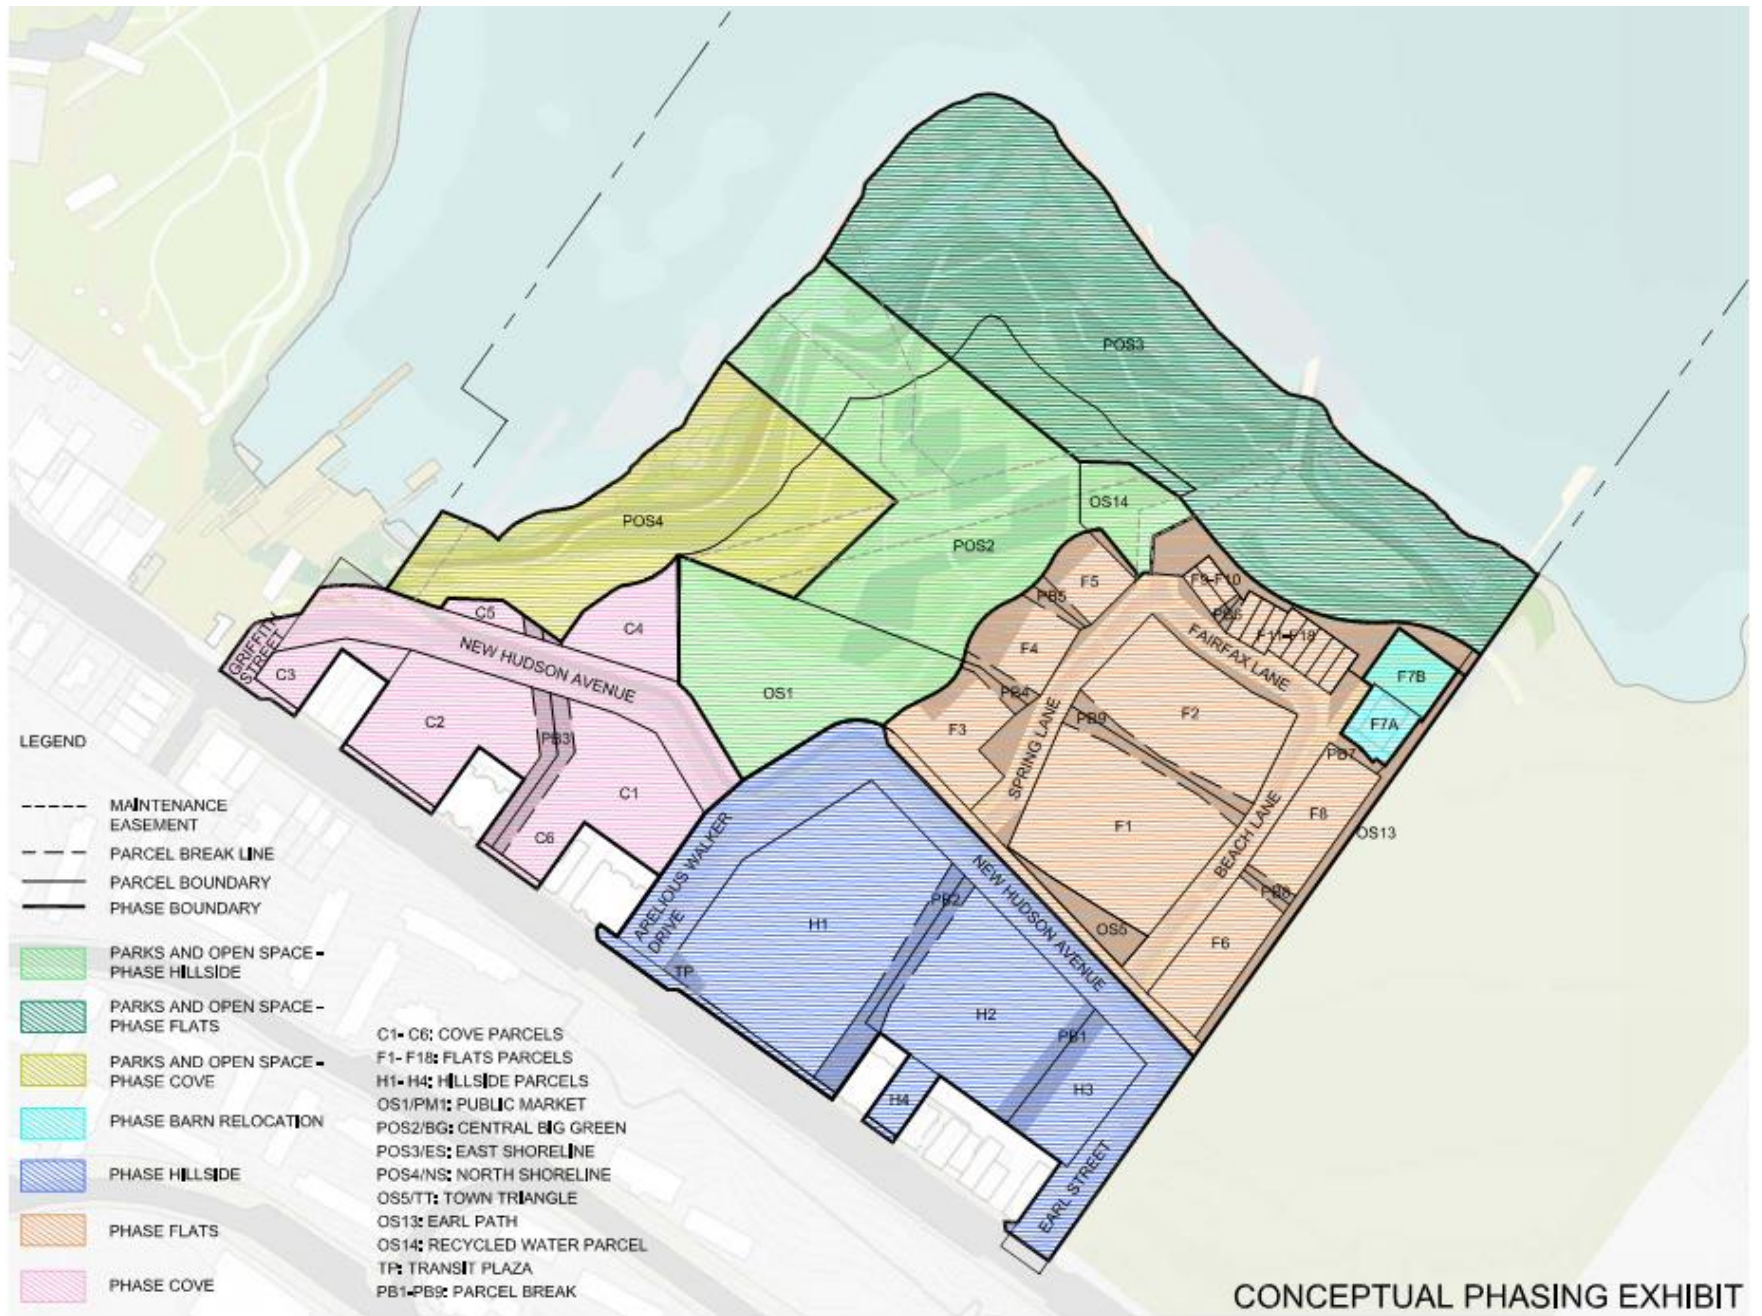 POS3
OS14
POS4
POS2
F5
F9-F10
PB5
PB6
C5
C4
F4
FAIRFAX LANE
F11-F18
GRIFFITH
STREET
NEW HUDSON AVENUE
C3
OS1
PB4
F7B
C2
F3
PB9
F2
F7A
PB3
SPRING LANE
PB7
C1
F1
F8
OS13
C6
ARELIOUS WALKER
DRIVE
NEW HUDSON AVENUE
BEACH LANE
PB8
H1
PB2
OS5
F6
TP
H2
PB1
H3
H4
EARL STREET
LEGEND
MAINTENANCE
EASEMENT
PARCEL BREAK LINE
PARCEL BOUNDARY
PHASE BOUNDARY
PARKS AND OPEN SPACE -
PHASE HILLSIDE
PARKS AND OPEN SPACE -
PHASE FLATS
PARKS AND OPEN SPACE -
PHASE COVE
PHASE BARN RELOCATION
PHASE HILLSIDE
PHASE FLATS
PHASE COVE
C1- C6: COVE PARCELS
F1- F18: FLATS PARCELS
H1- H4: HILLSIDE PARCELS
OS1/PM1: PUBLIC MARKET
POS2/BG: CENTRAL BIG GREEN
POS3/ES: EAST SHORELINE
POS4/NS: NORTH SHORELINE
OS5/TT: TOWN TRIANGLE
OS13: EARL PATH
OS14: RECYCLED WATER PARCEL
TP: TRANSIT PLAZA
PB1-PB9: PARCEL BREAK
CONCEPTUAL PHASING EXHIBIT